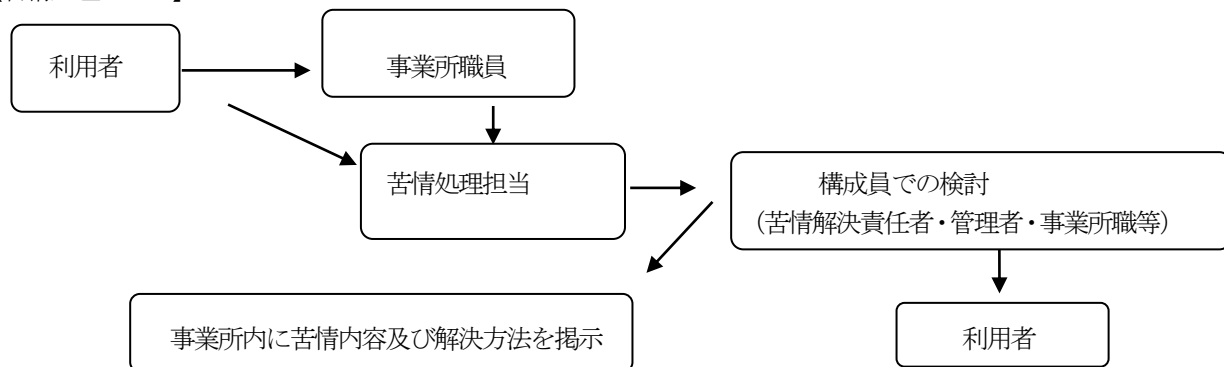 利用者
事業所職員
苦情処理担当
構成員での検討
（苦情解決責任者・管理者・事業所職等）
事業所内に苦情内容及び解決方法を掲示
利用者